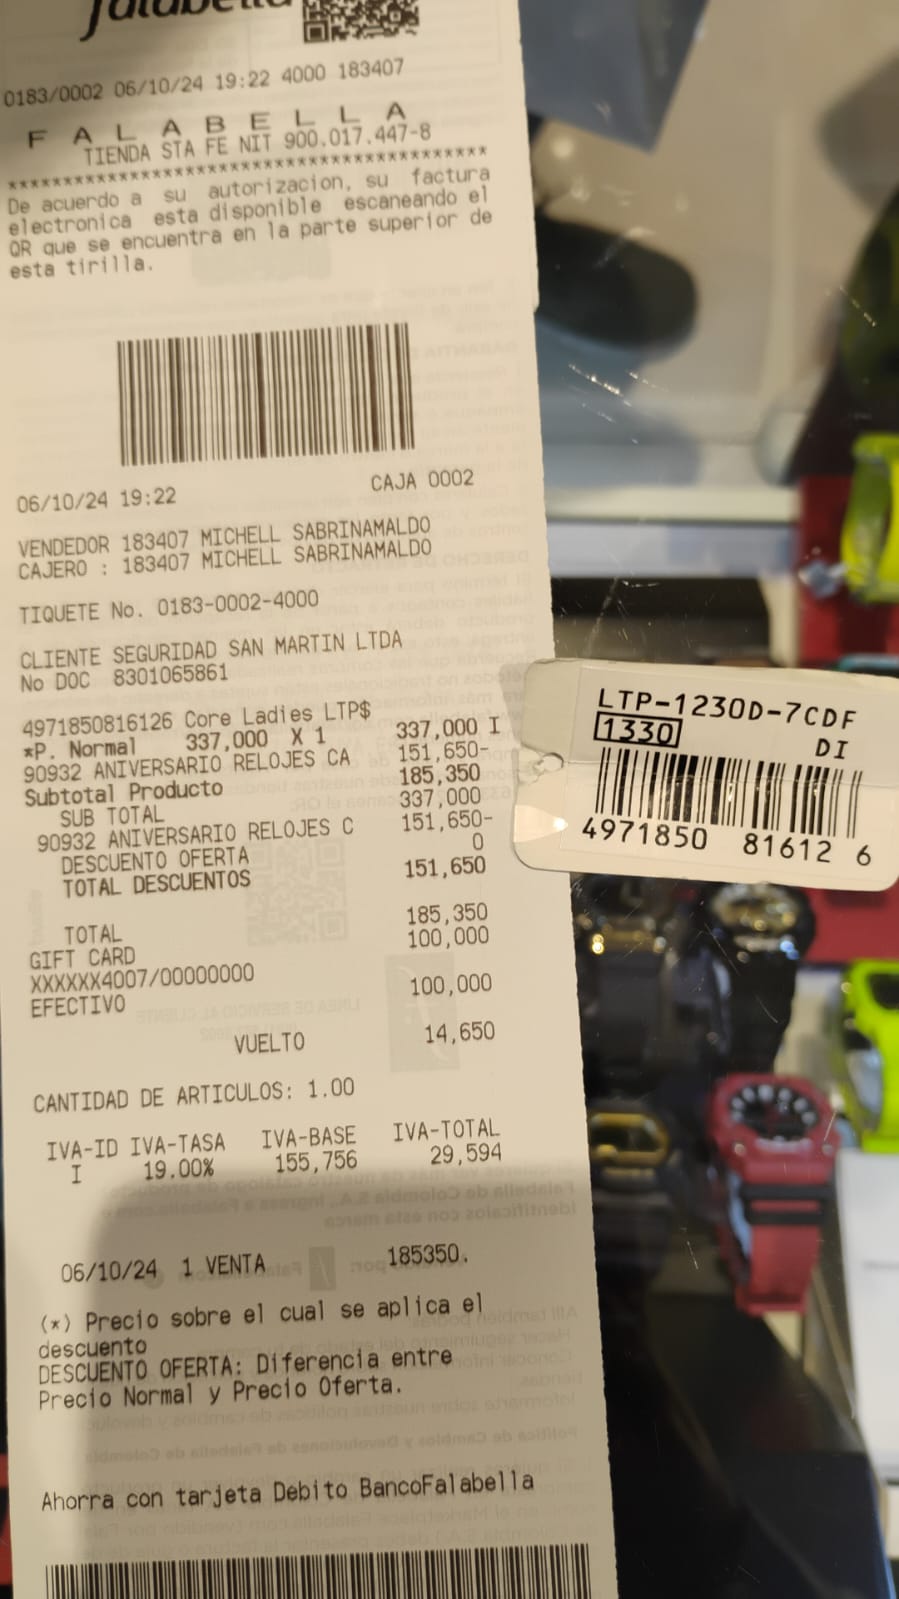 falabella
0183/0002 06/10/24 19:22 4000 183407
F A L A B E L L A
TIENDA STA FE NIT 900.017.447-8
********************************************
De acuerdo a su autorizacion, su factura
electronica esta disponible escaneando el
QR que se encuentra en la parte superior de
esta tirilla.
06/10/24 19:22 CAJA 0002
VENDEDOR 183407 MICHELL SABRINAMALDO
CAJERO : 183407 MICHELL SABRINAMALDO
TIQUETE No. 0183-0002-4000
CLIENTE SEGURIDAD SAN MARTIN LTDA
No DOC 8301065861
4971850816126 Core Ladies LTP$
*P. Normal 337,000 X 1 337,000 I
90932 ANIVERSARIO RELOJES CA 151,650-
Subtotal Producto 185,350
SUB TOTAL 337,000
90932 ANIVERSARIO RELOJES C 151,650-
DESCUENTO OFERTA 0
TOTAL DESCUENTOS 151,650
TOTAL 185,350
GIFT CARD 100,000
XXXXXX4007/00000000
EFECTIVO 100,000
VUELTO 14,650
CANTIDAD DE ARTICULOS: 1.00
IVA-ID IVA-TASA IVA-BASE IVA-TOTAL
I 19.00% 155,756 29,594
06/10/24 1 VENTA 185350.
(*) Precio sobre el cual se aplica el
descuento
DESCUENTO OFERTA: Diferencia entre
Precio Normal y Precio Oferta.
Ahorra con tarjeta Debito BancoFalabella
LTP-1230D-7CDF
1330 DI
4971850 81612 6